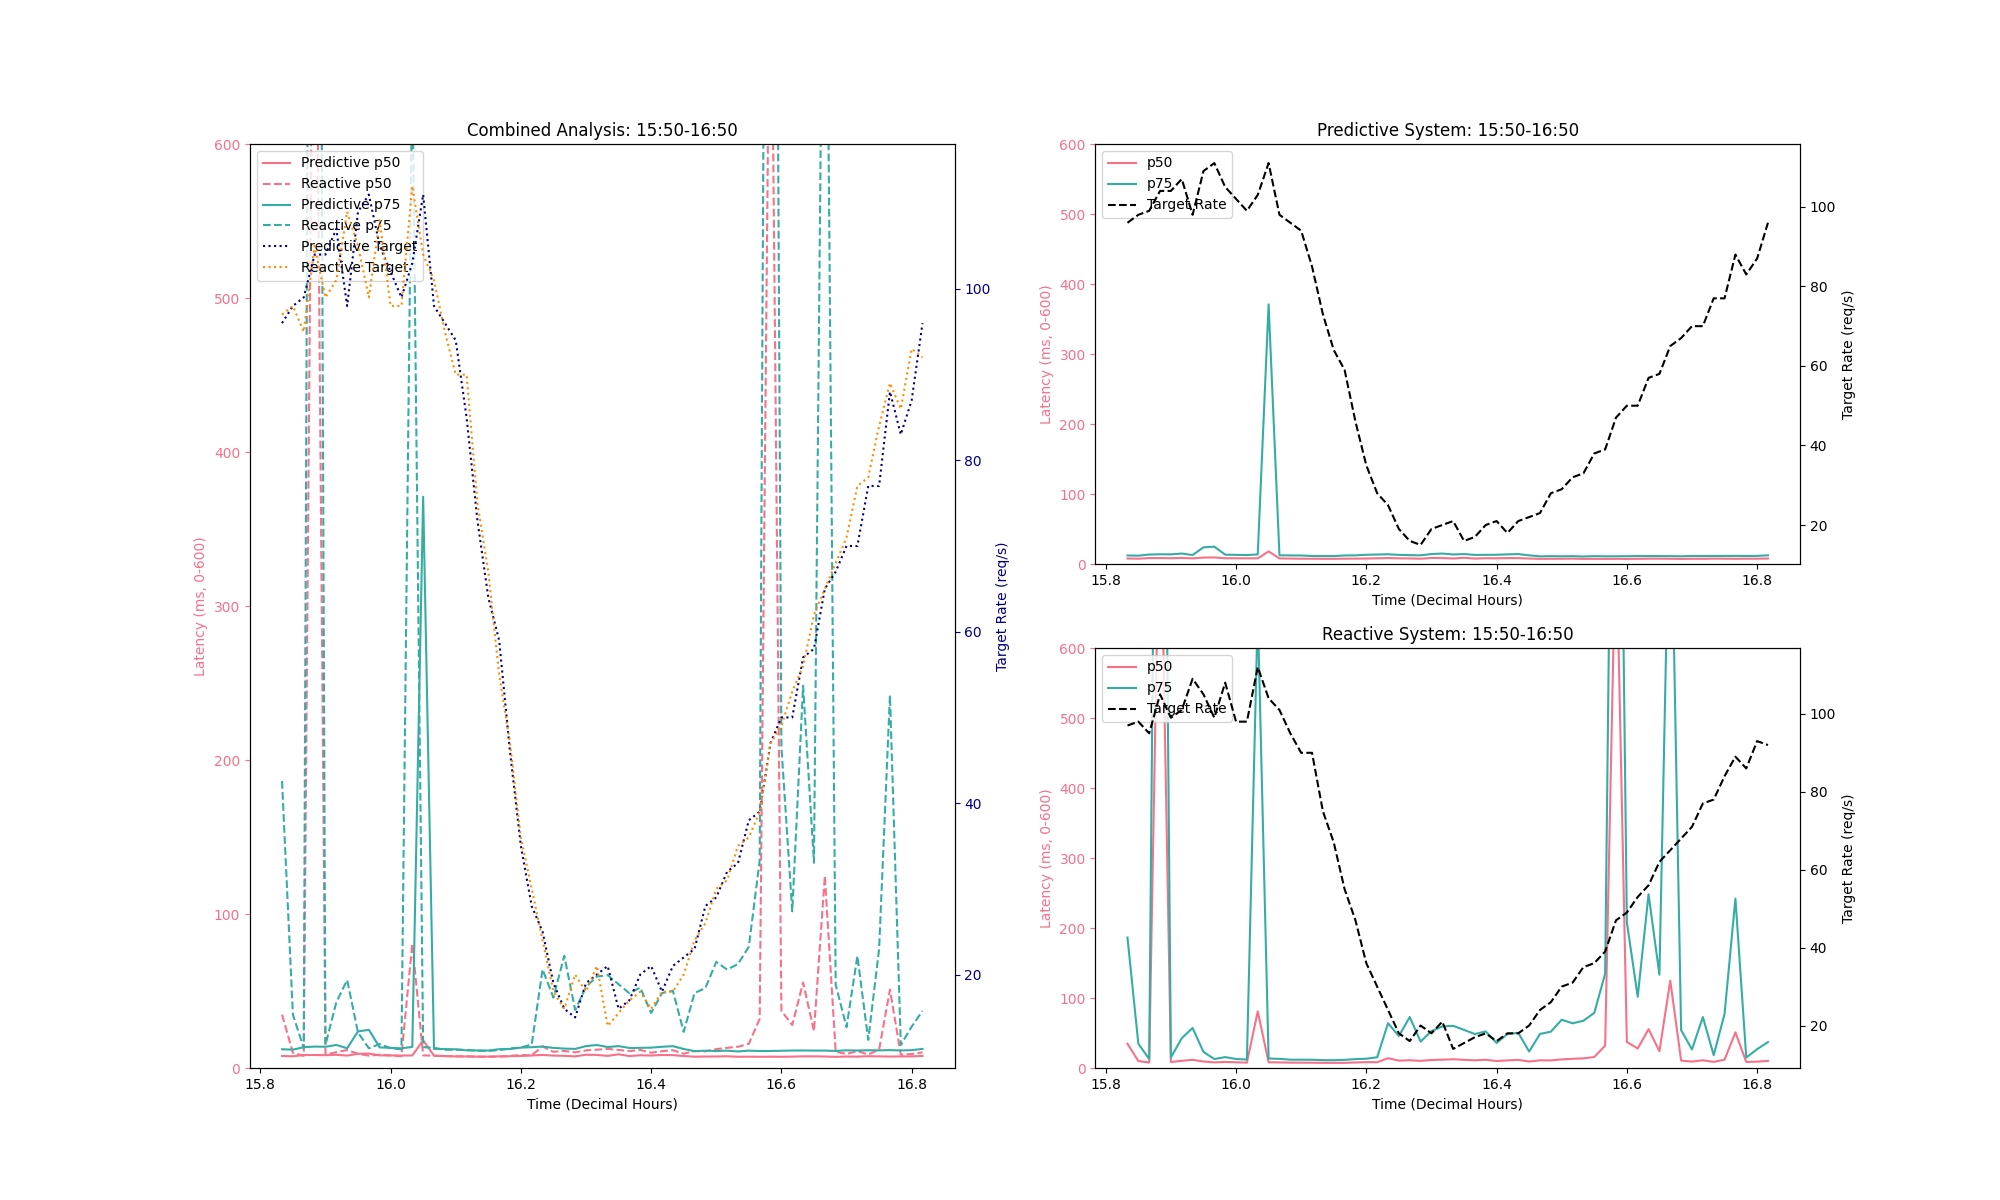 Combined Analysis: 15:50-16:50
600
500
400
300
200
100
0
Latency (ms, 0-600)
Predictive p50
Reactive p50
Predictive p75
Reactive p75
Predictive Target
Reactive Target
100
80
60
40
20
Target Rate (req/s)
15.8 16.0 16.2 16.4 16.6 16.8
Time (Decimal Hours)
Predictive System: 15:50-16:50
600
500
400
300
200
100
0
Latency (ms, 0-600)
p50
p75
Target Rate
100
80
60
40
20
Target Rate (req/s)
15.8 16.0 16.2 16.4 16.6 16.8
Time (Decimal Hours)
Reactive System: 15:50-16:50
600
500
400
300
200
100
0
Latency (ms, 0-600)
p50
p75
Target Rate
100
80
60
40
20
Target Rate (req/s)
15.8 16.0 16.2 16.4 16.6 16.8
Time (Decimal Hours)